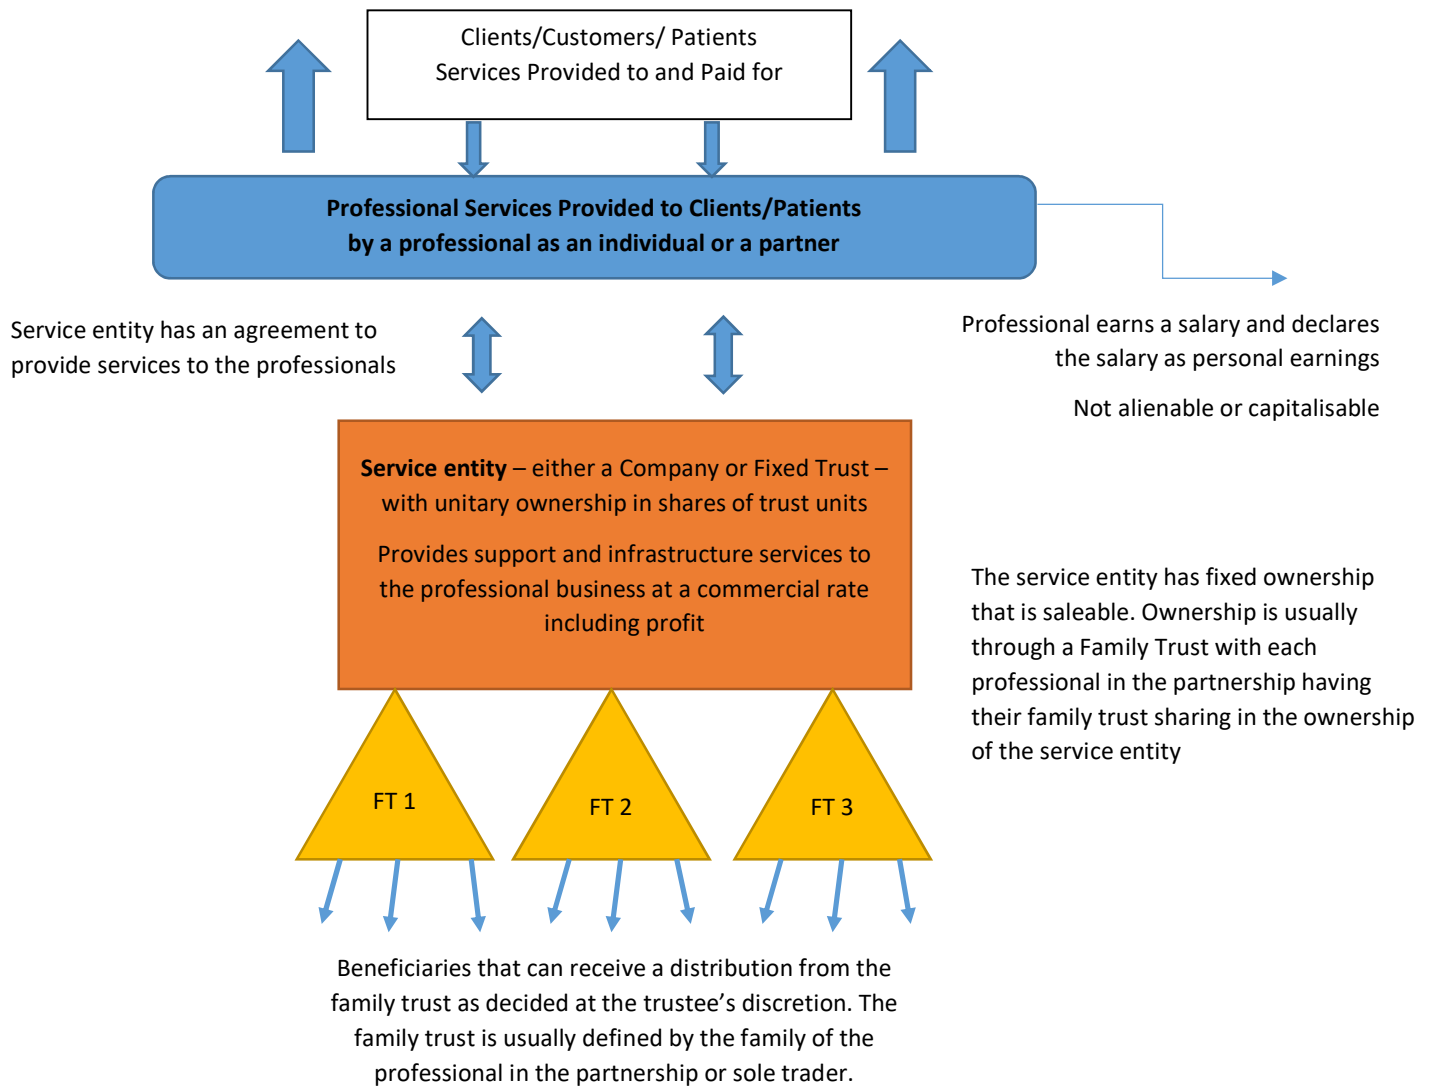 Clients/Customers/ Patients
Services Provided to and Paid for
Professional Services Provided to Clients/Patients
by a professional as an individual or a partner
Service entity has an agreement to
provide services to the professionals
Professional earns a salary and declares
the salary as personal earnings
Not alienable or capitalisable
Service entity – either a Company or Fixed Trust –
with unitary ownership in shares of trust units
Provides support and infrastructure services to
the professional business at a commercial rate
including profit
The service entity has fixed ownership
that is saleable. Ownership is usually
through a Family Trust with each
professional in the partnership having
their family trust sharing in the ownership
of the service entity
FT 1
FT 2
FT 3
Beneficiaries that can receive a distribution from the
family trust as decided at the trustee’s discretion. The
family trust is usually defined by the family of the
professional in the partnership or sole trader.